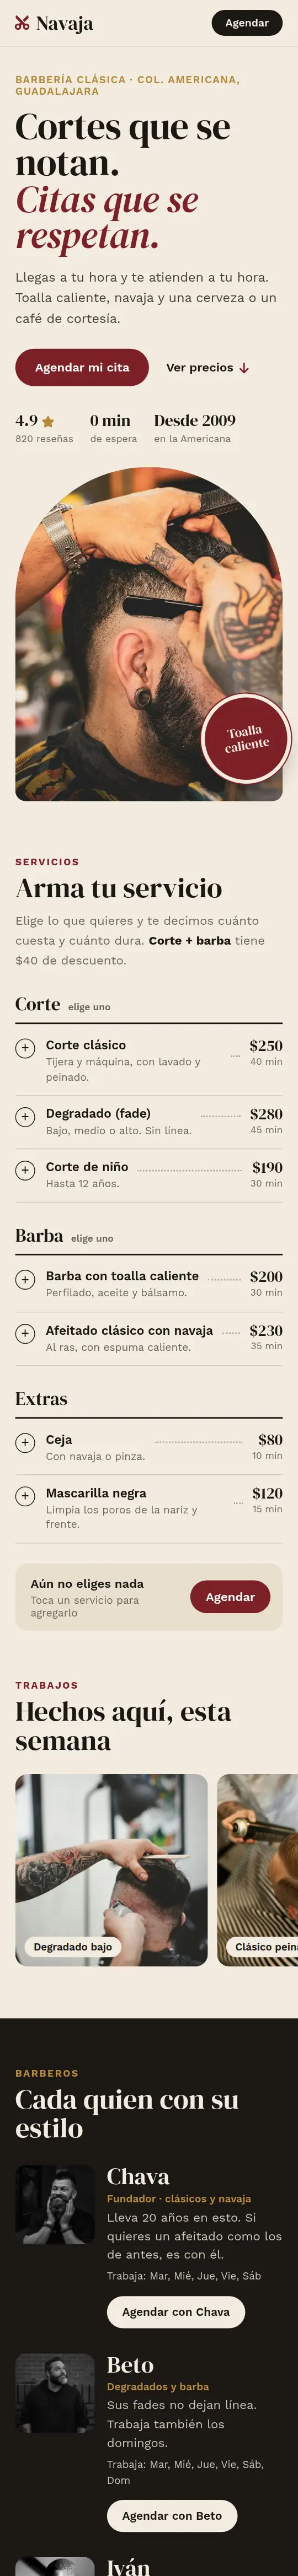 Navaja
Agendar
BARBERÍA CLÁSICA · COL. AMERICANA,
GUADALAJARA
Cortes que se
notan.
Citas que se
respetan.
Llegas a tu hora y te atienden a tu hora.
Toalla caliente, navaja y una cerveza o un
café de cortesía.
Agendar mi cita
Ver precios ↓
4.9 ★
820 reseñas
0 min
de espera
Desde 2009
en la Americana
Toalla
caliente
SERVICIOS
Arma tu servicio
Elige lo que quieres y te decimos cuánto
cuesta y cuánto dura. Corte + barba tiene
$40 de descuento.
Corte elige uno
Corte clásico
Tijera y máquina, con lavado y
peinado.
$250
40 min
Degradado (fade)
Bajo, medio o alto. Sin línea.
$280
45 min
Corte de niño
Hasta 12 años.
$190
30 min
Barba elige uno
Barba con toalla caliente
Perfilado, aceite y bálsamo.
$200
30 min
Afeitado clásico con navaja
Al ras, con espuma caliente.
$230
35 min
Extras
Ceja
Con navaja o pinza.
$80
10 min
Mascarilla negra
Limpia los poros de la nariz y
frente.
$120
15 min
Aún no eliges nada
Toca un servicio para
agregarlo
Agendar
TRABAJOS
Hechos aquí, esta
semana
Degradado bajo
Clásico pein
BARBEROS
Cada quien con su
estilo
Chava
Fundador · clásicos y navaja
Lleva 20 años en esto. Si
quieres un afeitado como los
de antes, es con él.
Trabaja: Mar, Mié, Jue, Vie, Sáb
Agendar con Chava
Beto
Degradados y barba
Sus fades no dejan línea.
Trabaja también los
domingos.
Trabaja: Mar, Mié, Jue, Vie, Sáb,
Dom
Agendar con Beto
Iván